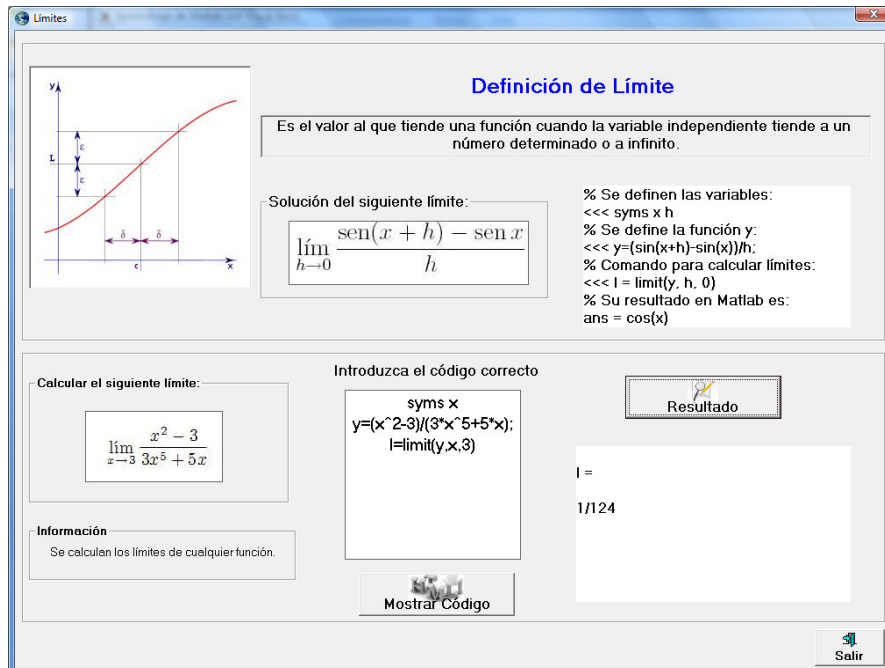 Límites
y
ε
L
ε
δ δ
c
x
Definición de Límite
Es el valor al que tiende una función cuando la variable independiente tiende a un
número determinado o a infinito.
Solución del siguiente límite:
lím h→0 sen(x + h) − sen x
h
% Se definen las variables:
<<< syms x h
% Se define la función y:
<<< y=(sin(x+h)-sin(x))/h;
% Comando para calcular límites:
<<< l = limit(y, h, 0)
% Su resultado en Matlab es:
ans = cos(x)
Calcular el siguiente límite:
lím x→3 x² − 3
3x⁵ + 5x
Información
Se calculan los límites de cualquier función.
Introduzca el código correcto
syms x
y=(x^2-3)/(3*x^5+5*x);
l=limit(y,x,3)
Mostrar Código
Resultado
l =
1/124
Salir